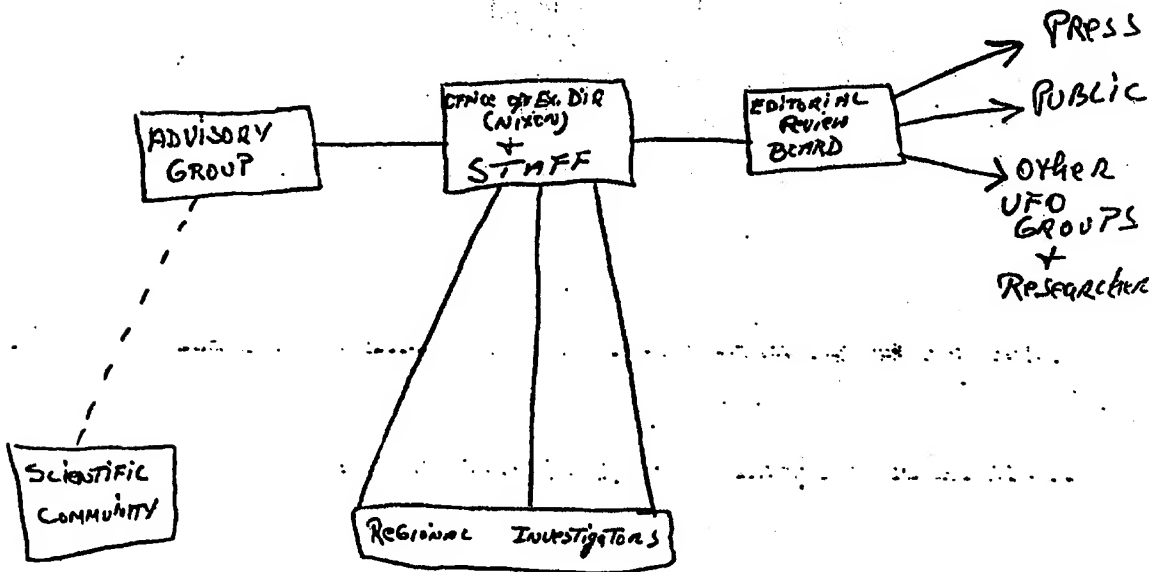 ADVISORY
GROUP
OFFICE OF EX. DIR
(NIXON)
+
STAFF
EDITORIAL
REVIEW
BOARD
PRESS
PUBLIC
OTHER
UFO
GROUPS
+
RESEARCHER
SCIENTIFIC
COMMUNITY
REGIONAL INVESTIGATORS